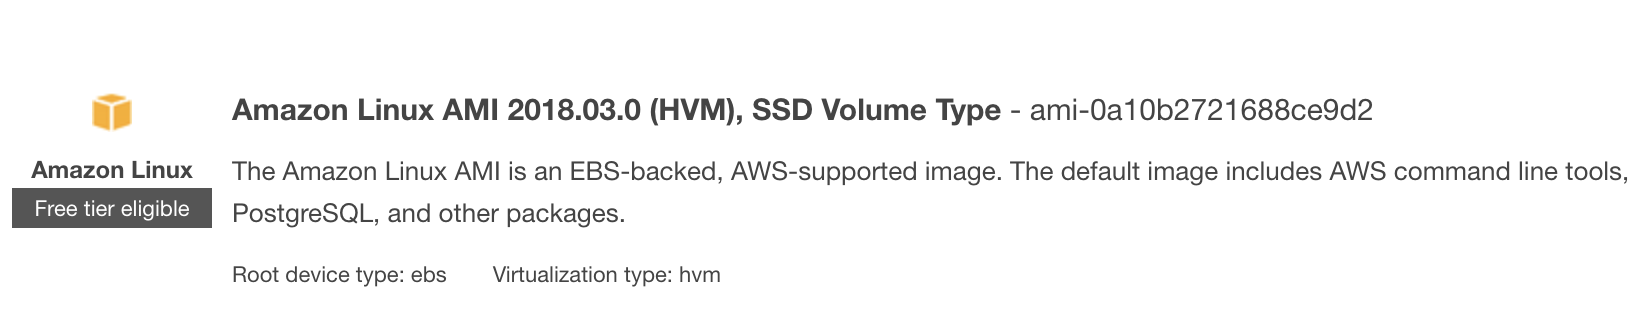 Amazon Linux AMI 2018.03.0 (HVM), SSD Volume Type - ami-0a10b2721688ce9d2
Amazon Linux
Free tier eligible
The Amazon Linux AMI is an EBS-backed, AWS-supported image. The default image includes AWS command line tools,
PostgreSQL, and other packages.
Root device type: ebs Virtualization type: hvm